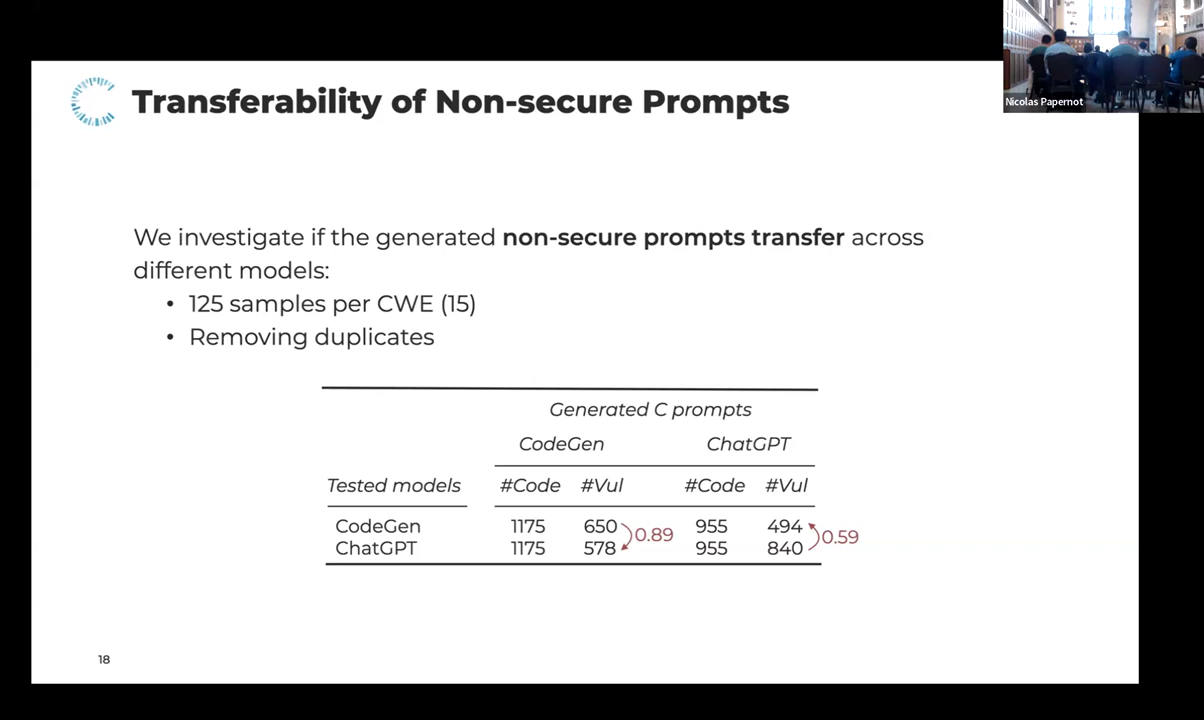 Nicolas Papernot
Transferability of Non-secure Prompts
We investigate if the generated non-secure prompts transfer across
different models:
• 125 samples per CWE (15)
• Removing duplicates
Generated C prompts
CodeGen ChatGPT
Tested models #Code #Vul #Code #Vul
CodeGen 1175 650 955 494
0.89 0.59
ChatGPT 1175 578 955 840
18